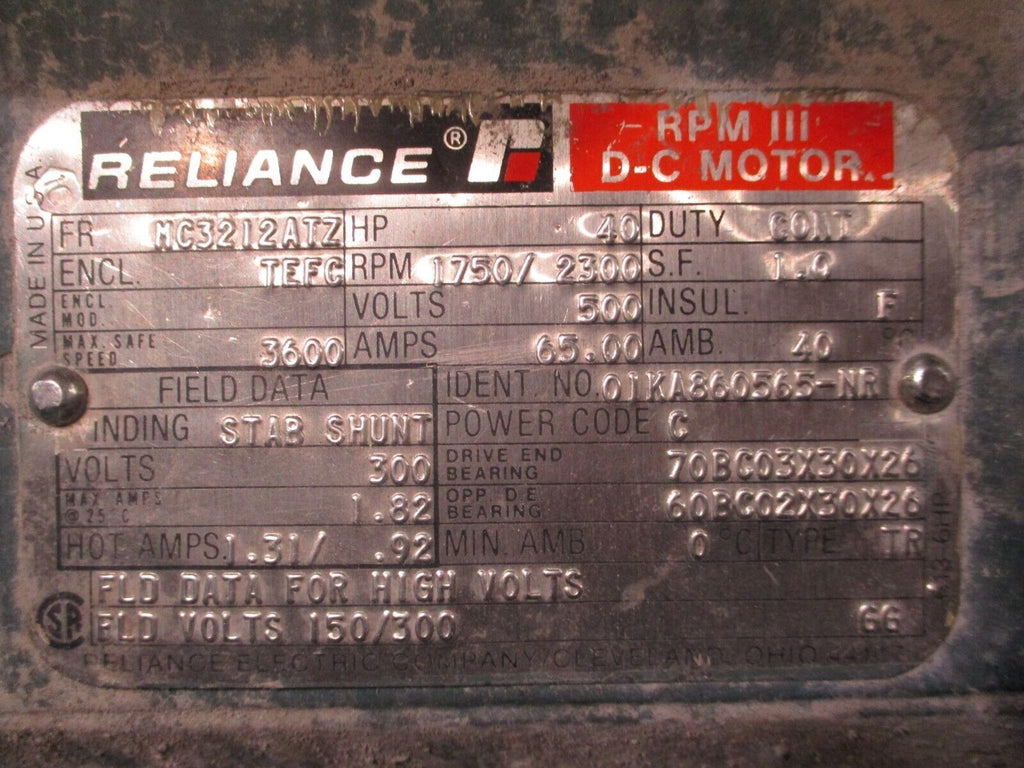 MADE IN U.S.A.
RELIANCE ®
RPM III
D-C MOTOR
FR MC3212ATZ HP 40 DUTY CONT
ENCL. TEFC RPM 1750/ 2300 S.F. 1.0
ENCL. MOD. VOLTS 500 INSUL. F
MAX. SAFE SPEED 3600 AMPS 65.00 AMB. 40 °C
FIELD DATA IDENT. NO. 01KA860565-NR
INDING STAB SHUNT POWER CODE C
VOLTS 300 DRIVE END BEARING 70BC03X30X26
MAX AMPS @ 25°C 1.82 OPP. D.E. BEARING 60BC02X30X26
HOT AMPS. 1.31/ .92 MIN. AMB 0 °C TYPE TR
FLD DATA FOR HIGH VOLTS
FLD VOLTS 150/300 GG
SA
RELIANCE ELECTRIC COMPANY/CLEVELAND, OHIO